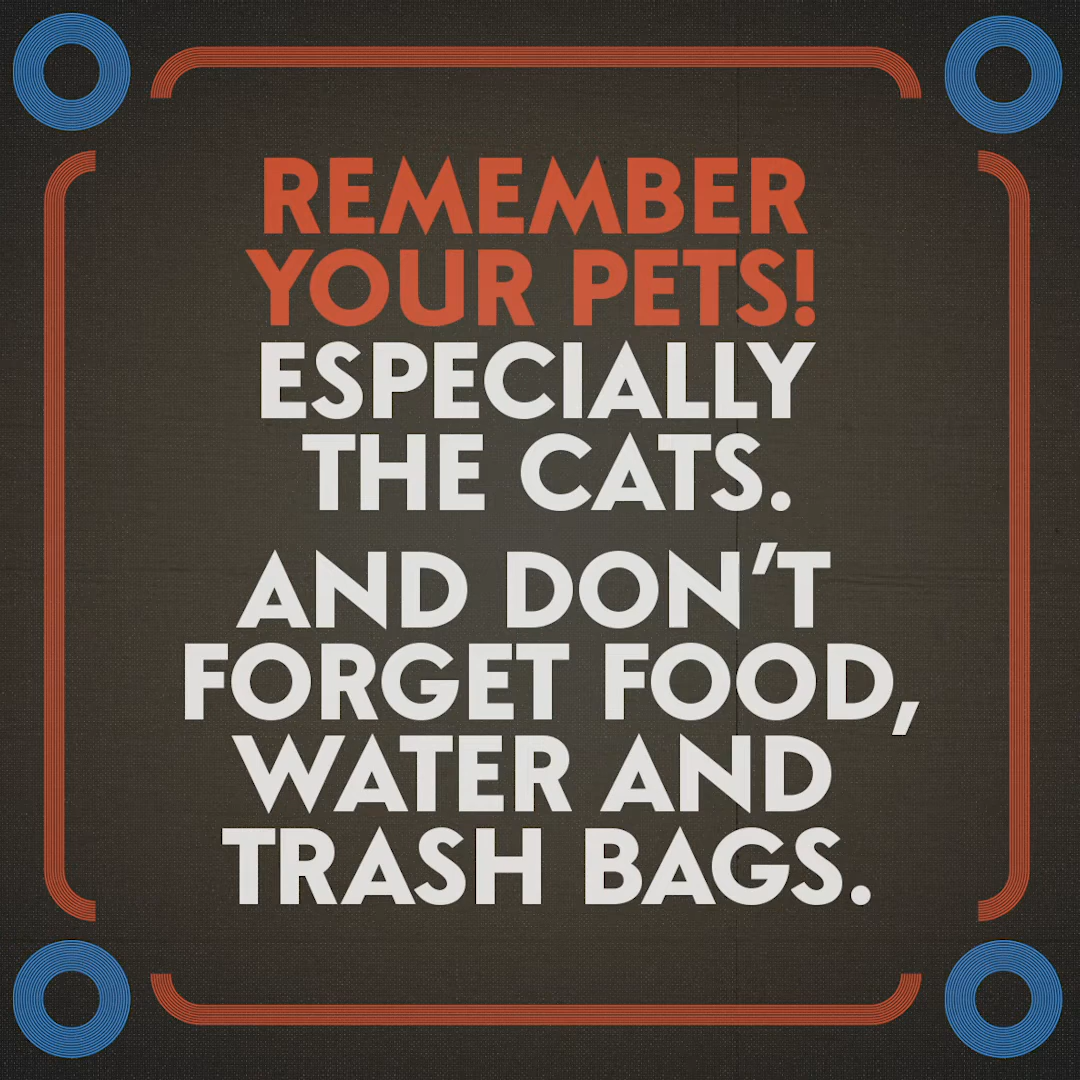 REMEMBER
YOUR PETS!
ESPECIALLY
THE CATS.
AND DON'T
FORGET FOOD,
WATER AND
TRASH BAGS.